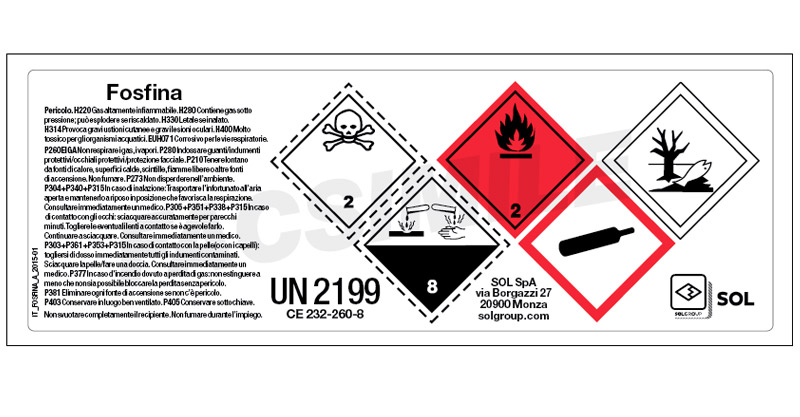 Fosfina
Pericolo. H220 Gas altamente infiammabile. H280 Contiene gas sotto
pressione; può esplodere se riscaldato. H330 Letale se inalato.
H314 Provoca gravi ustioni cutanee e gravi lesioni oculari. H400 Molto
tossico per gli organismi acquatici. EUH071 Corrosivo per le vie respiratorie.
P260EIGA Non respirare i gas, i vapori. P280 Indossare guanti/indumenti
protettivi/occhiali protettivi/protezione facciale. P210 Tenere lontano
da fonti di calore, superfici calde, scintille, fiamme libere o altre fonti
di accensione. Non fumare. P273 Non disperdere nell'ambiente.
P304+P340+P315 In caso di inalazione: Trasportare l'infortunato all'aria
aperta e mantenerlo a riposo in posizione che favorisca la respirazione.
Consultare immediatamente un medico. P305+P351+P338+P315 In caso
di contatto con gli occhi: sciacquare accuratamente per parecchi
minuti. Togliere le eventuali lenti a contatto se è agevole farlo.
Continuare a sciacquare. Consultare immediatamente un medico.
P303+P361+P353+P315 In caso di contatto con la pelle (o con i capelli):
togliersi di dosso immediatamente tutti gli indumenti contaminati.
Sciacquare la pelle/fare una doccia. Consultare immediatamente un
medico. P377 In caso d'incendio dovuto a perdita di gas: non estinguere a
meno che non sia possibile bloccare la perdita senza pericolo.
P381 Eliminare ogni fonte di accensione se non c'è pericolo.
P403 Conservare in luogo ben ventilato. P405 Conservare sotto chiave.
Non svuotare completamente il recipiente. Non fumare durante l'impiego.
IT_FOSRNA_A_2015-01
2
8
2
UN 2199
CE 232-260-8
SOL SpA
via Borgazzi 27
20900 Monza
solgroup.com
SOLGROUP
SOL